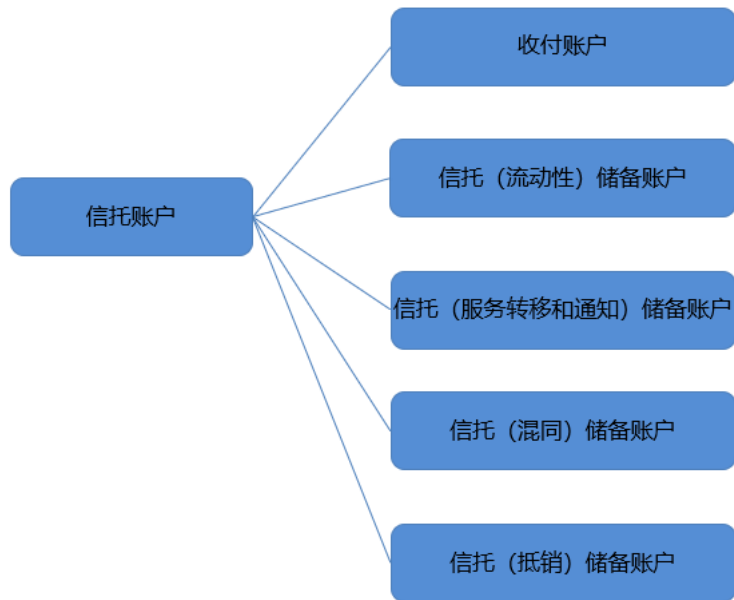 收付账户
信托（流动性）储备账户
信托账户
信托（服务转移和通知）储备账户
信托（混同）储备账户
信托（抵销）储备账户